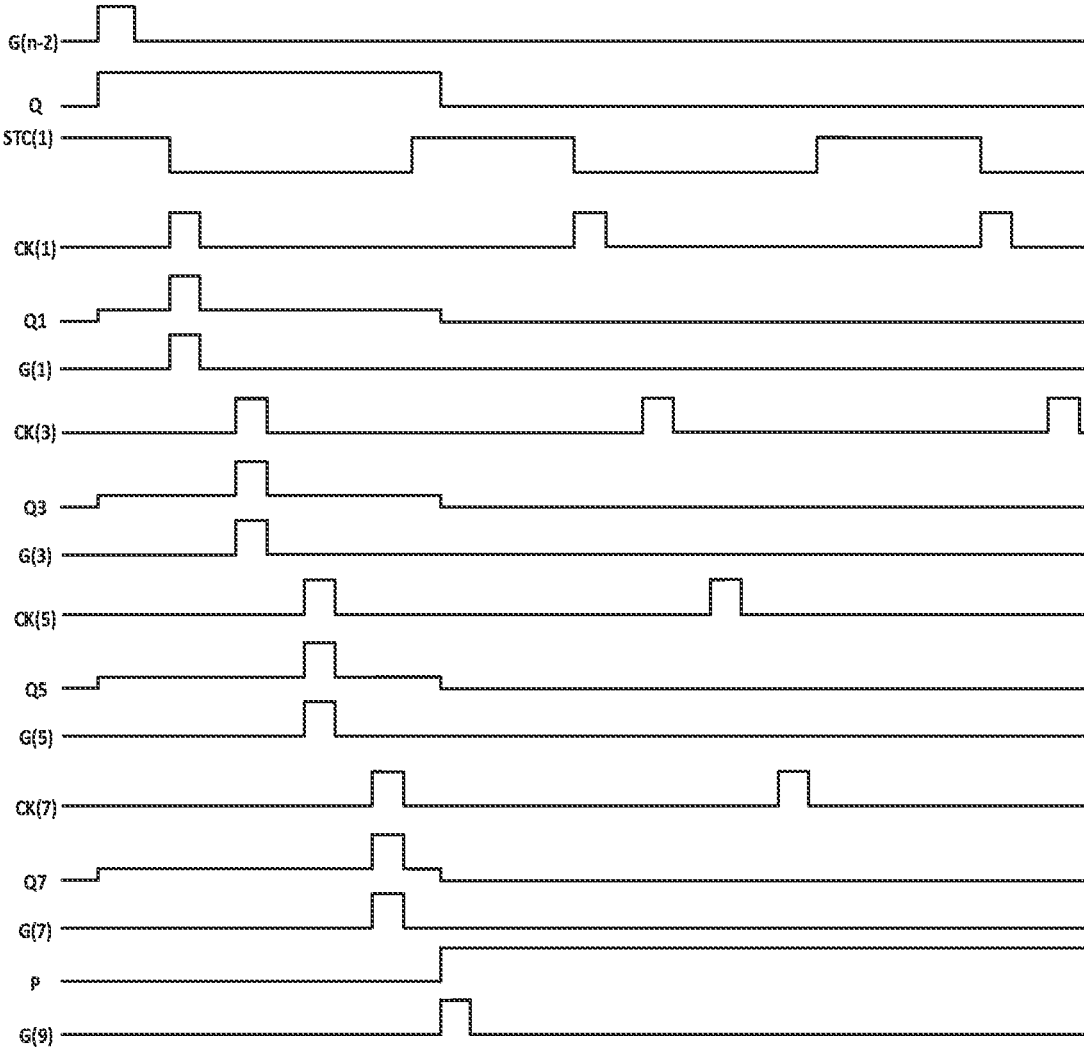 G(n-2)
Q
STC(1)
CK(1)
Q1
G(1)
CK(3)
Q3
G(3)
CK(5)
Q5
G(5)
CK(7)
Q7
G(7)
P
G(9)